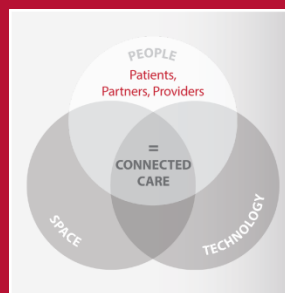 PEOPLE
Patients,
Partners, Providers
=
CONNECTED
CARE
SPACE
TECHNOLOGY